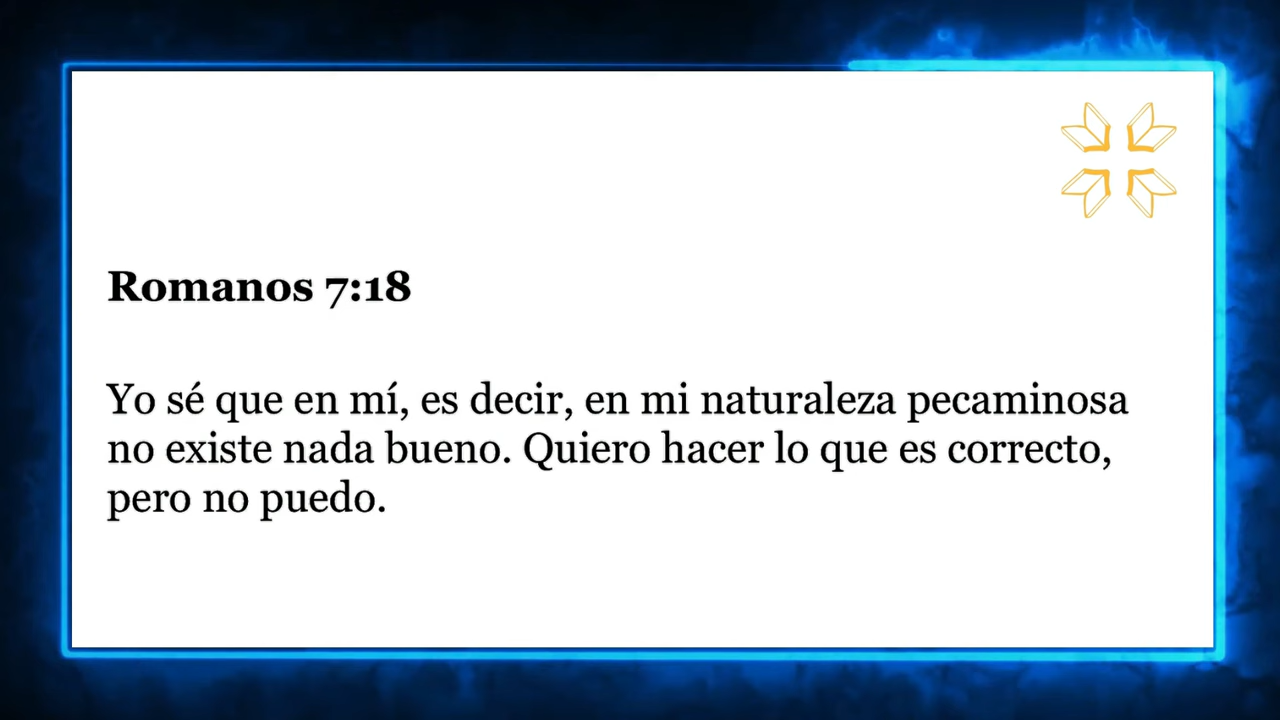 Romanos 7:18
Yo sé que en mí, es decir, en mi naturaleza pecaminosa
no existe nada bueno. Quiero hacer lo que es correcto,
pero no puedo.